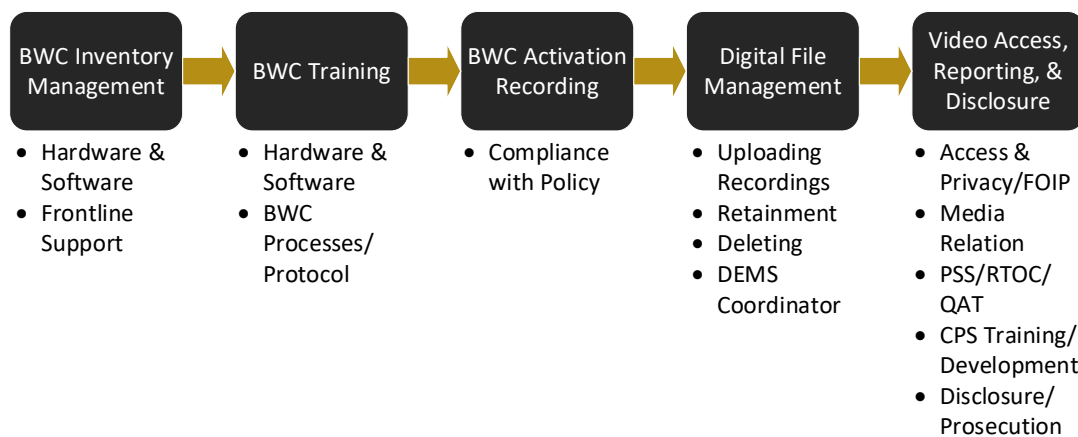 BWC Inventory
Management
BWC Training
BWC Activation
Recording
Digital File
Management
Video Access,
Reporting, &
Disclosure
• Hardware &
Software
• Frontline
Support
• Hardware &
Software
• BWC
Processes/
Protocol
• Compliance
with Policy
• Uploading
Recordings
• Retainment
• Deleting
• DEMS
Coordinator
• Access &
Privacy/FOIP
• Media
Relation
• PSS/RTOC/
QAT
• CPS Training/
Development
• Disclosure/
Prosecution